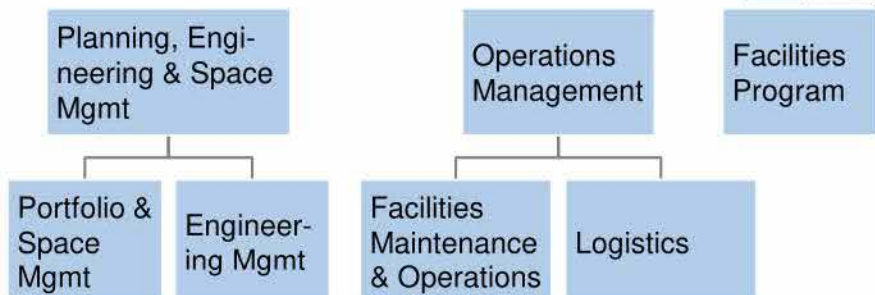 Planning, Engi-
neering & Space
Mgmt
Operations
Management
Facilities
Program
Portfolio &
Space
Mgmt
Engineer-
ing Mgmt
Facilities
Maintenance
& Operations
Logistics